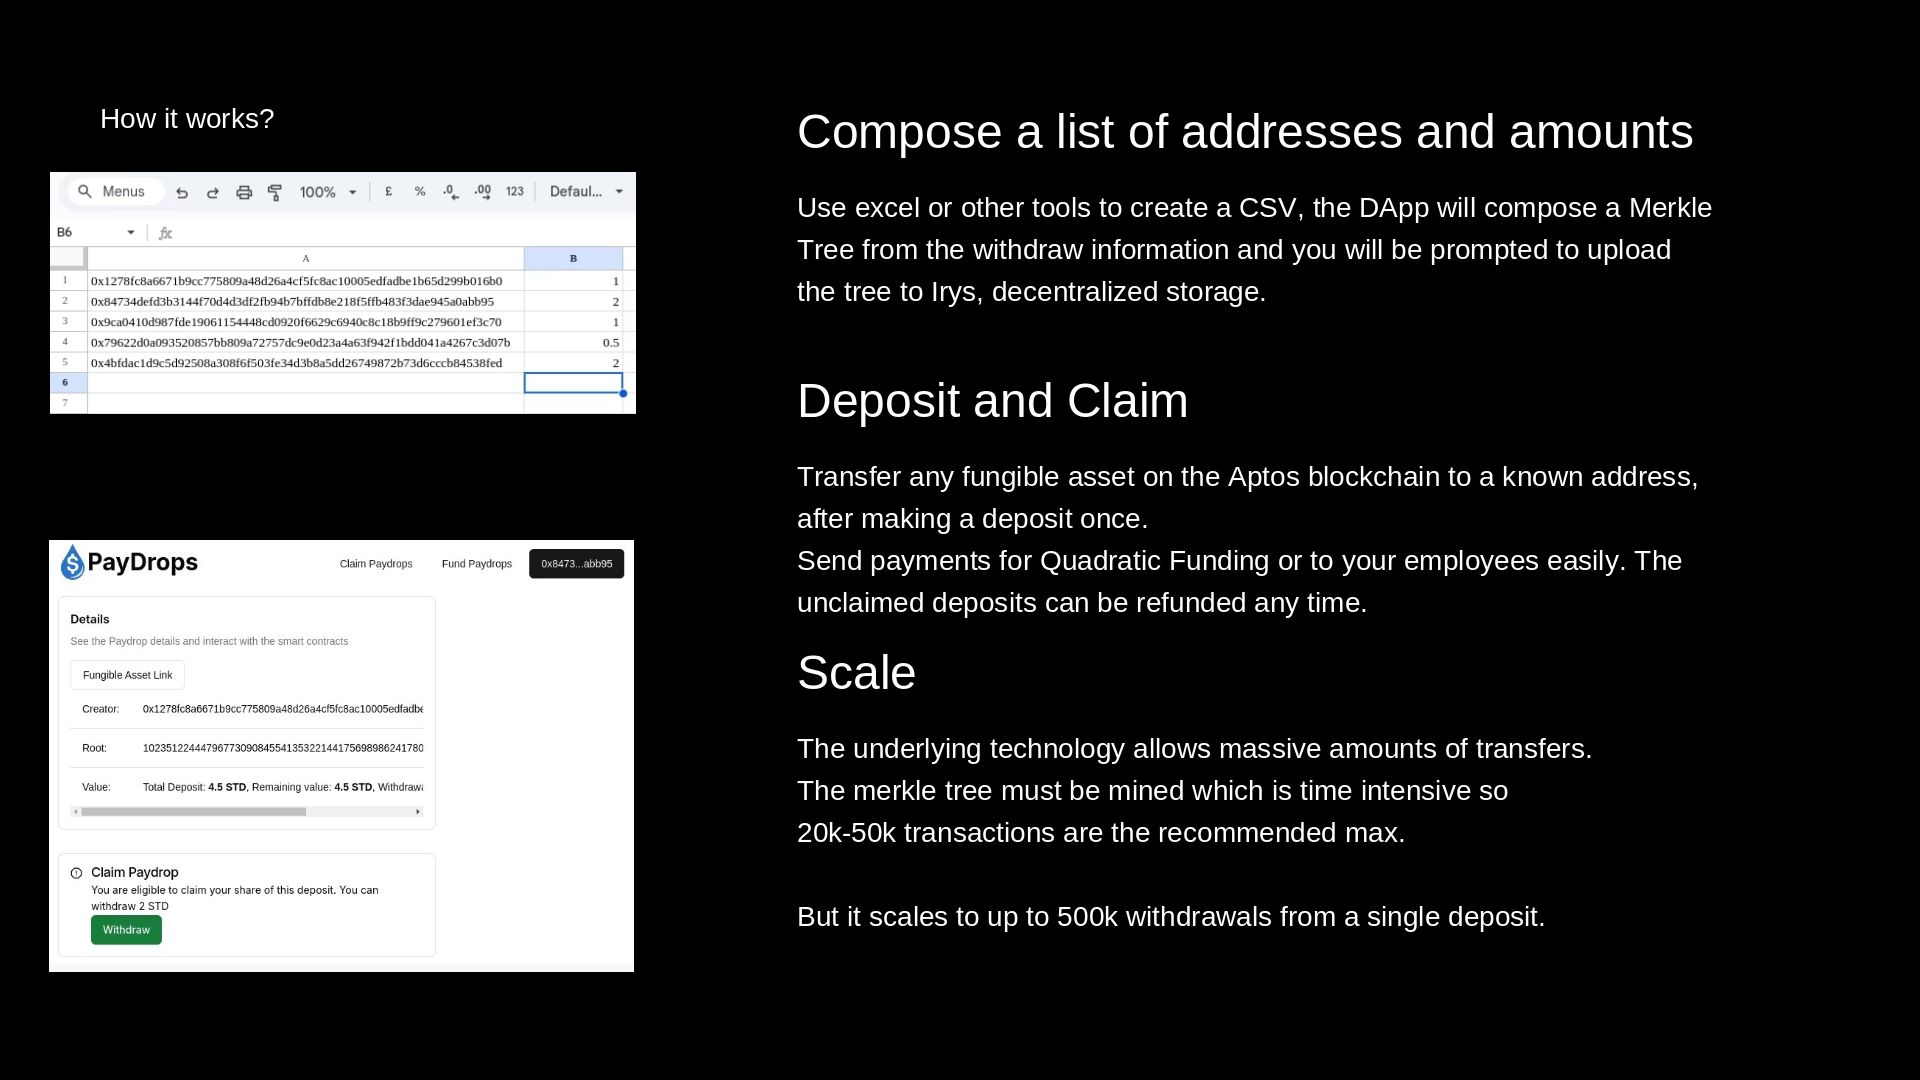 How it works?
Menus 100% £ % .0 .00 123 Defaul...
B6 fx
A B
1 0x1278fc8a6671b9cc775809a48d26a4cf5fc8ac10005edfadbe1b65d299b016b0 1
2 0x84734defd3b3144f70d4d3df2fb94b7bffdb8e218f5ffb483f3dae945a0abb95 2
3 0x9ca0410d987fde19061154448cd0920f6629c6940c8c18b9ff9c279601ef3c70 1
4 0x79622d0a093520857bb809a72757dc9e0d23a4a63f942f1bdd041a4267c3d07b 0.5
5 0x4bfdac1d9c5d92508a308f6f503fe34d3b8a5dd26749872b73d6cccb84538fed 2
6
7
PayDrops Claim Paydrops Fund Paydrops 0x8473...abb95
Details
See the Paydrop details and interact with the smart contracts
Fungible Asset Link
Creator: 0x1278fc8a6671b9cc775809a48d26a4cf5fc8ac10005edfadbe
Root: 10235122444796773090845541353221441756989862417​80
Value: Total Deposit: 4.5 STD, Remaining value: 4.5 STD, Withdrawa
Claim Paydrop
You are eligible to claim your share of this deposit. You can
withdraw 2 STD
Withdraw
Compose a list of addresses and amounts
Use excel or other tools to create a CSV, the DApp will compose a Merkle
Tree from the withdraw information and you will be prompted to upload
the tree to Irys, decentralized storage.
Deposit and Claim
Transfer any fungible asset on the Aptos blockchain to a known address,
after making a deposit once.
Send payments for Quadratic Funding or to your employees easily. The
unclaimed deposits can be refunded any time.
Scale
The underlying technology allows massive amounts of transfers.
The merkle tree must be mined which is time intensive so
20k-50k transactions are the recommended max.
But it scales to up to 500k withdrawals from a single deposit.